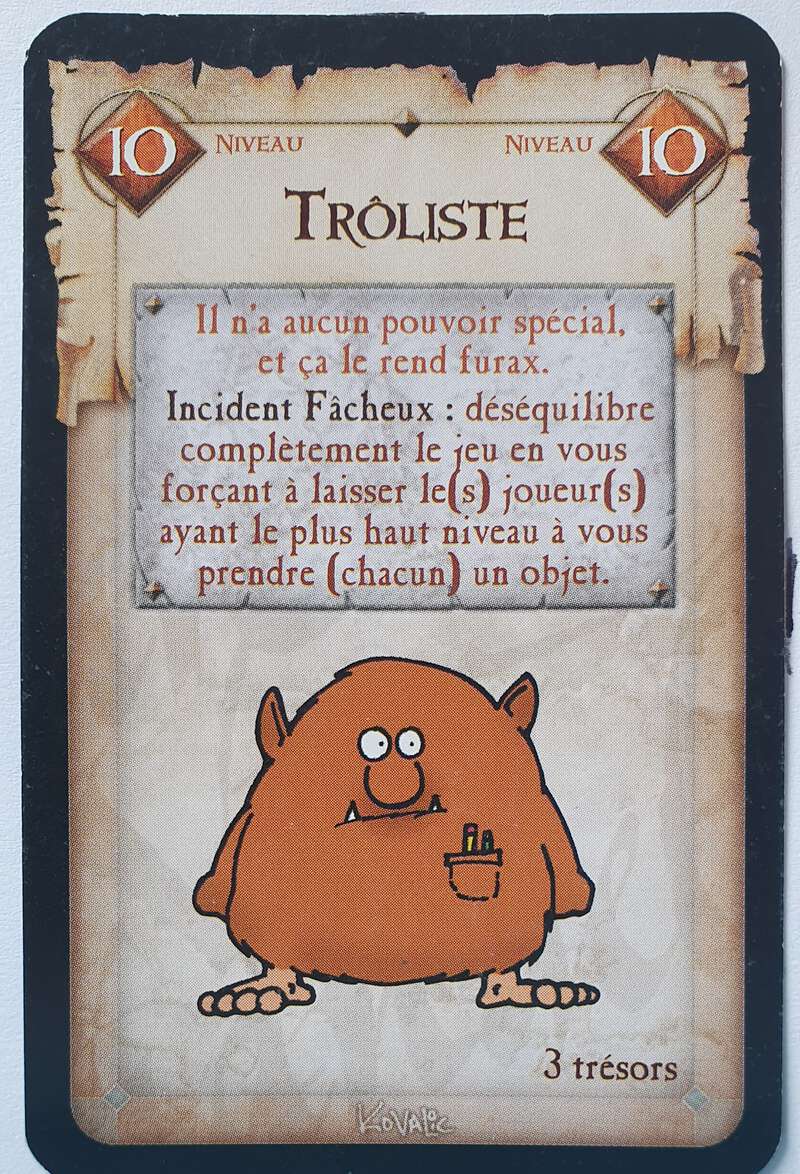 10 Niveau Niveau 10
Trôliste
Il n'a aucun pouvoir spécial,
et ça le rend furax.
Incident Fâcheux : déséquilibre
complètement le jeu en vous
forçant à laisser le(s) joueur(s)
ayant le plus haut niveau à vous
prendre (chacun) un objet.
3 trésors
Kovalic